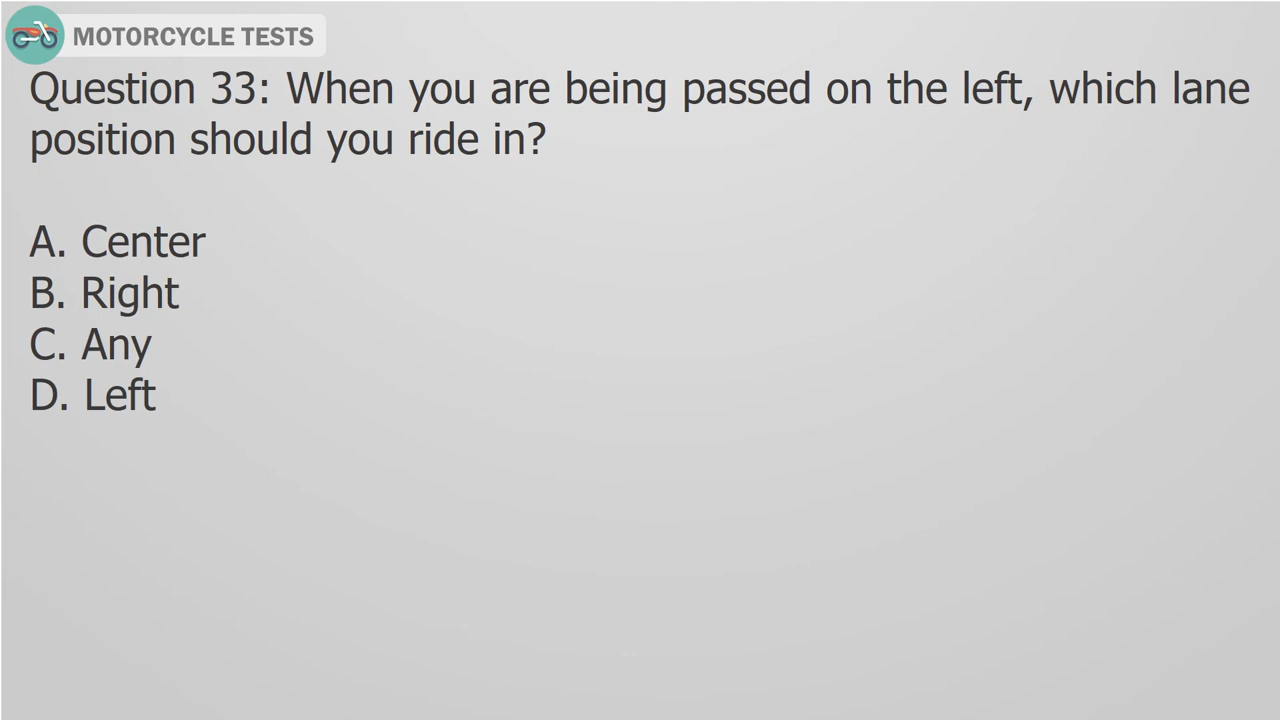 MOTORCYCLE TESTS
Question 33: When you are being passed on the left, which lane
position should you ride in?
A. Center
B. Right
C. Any
D. Left